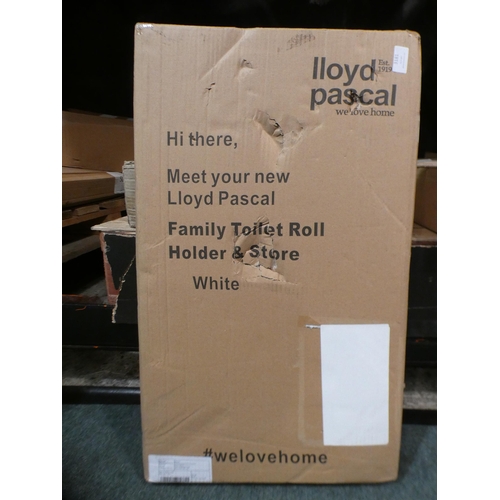 lloyd
Est.
1919
pascal
we love home
Hi there,
Meet your new
Lloyd Pascal
Family Toilet Roll
Holder & Store
White
#welovehome